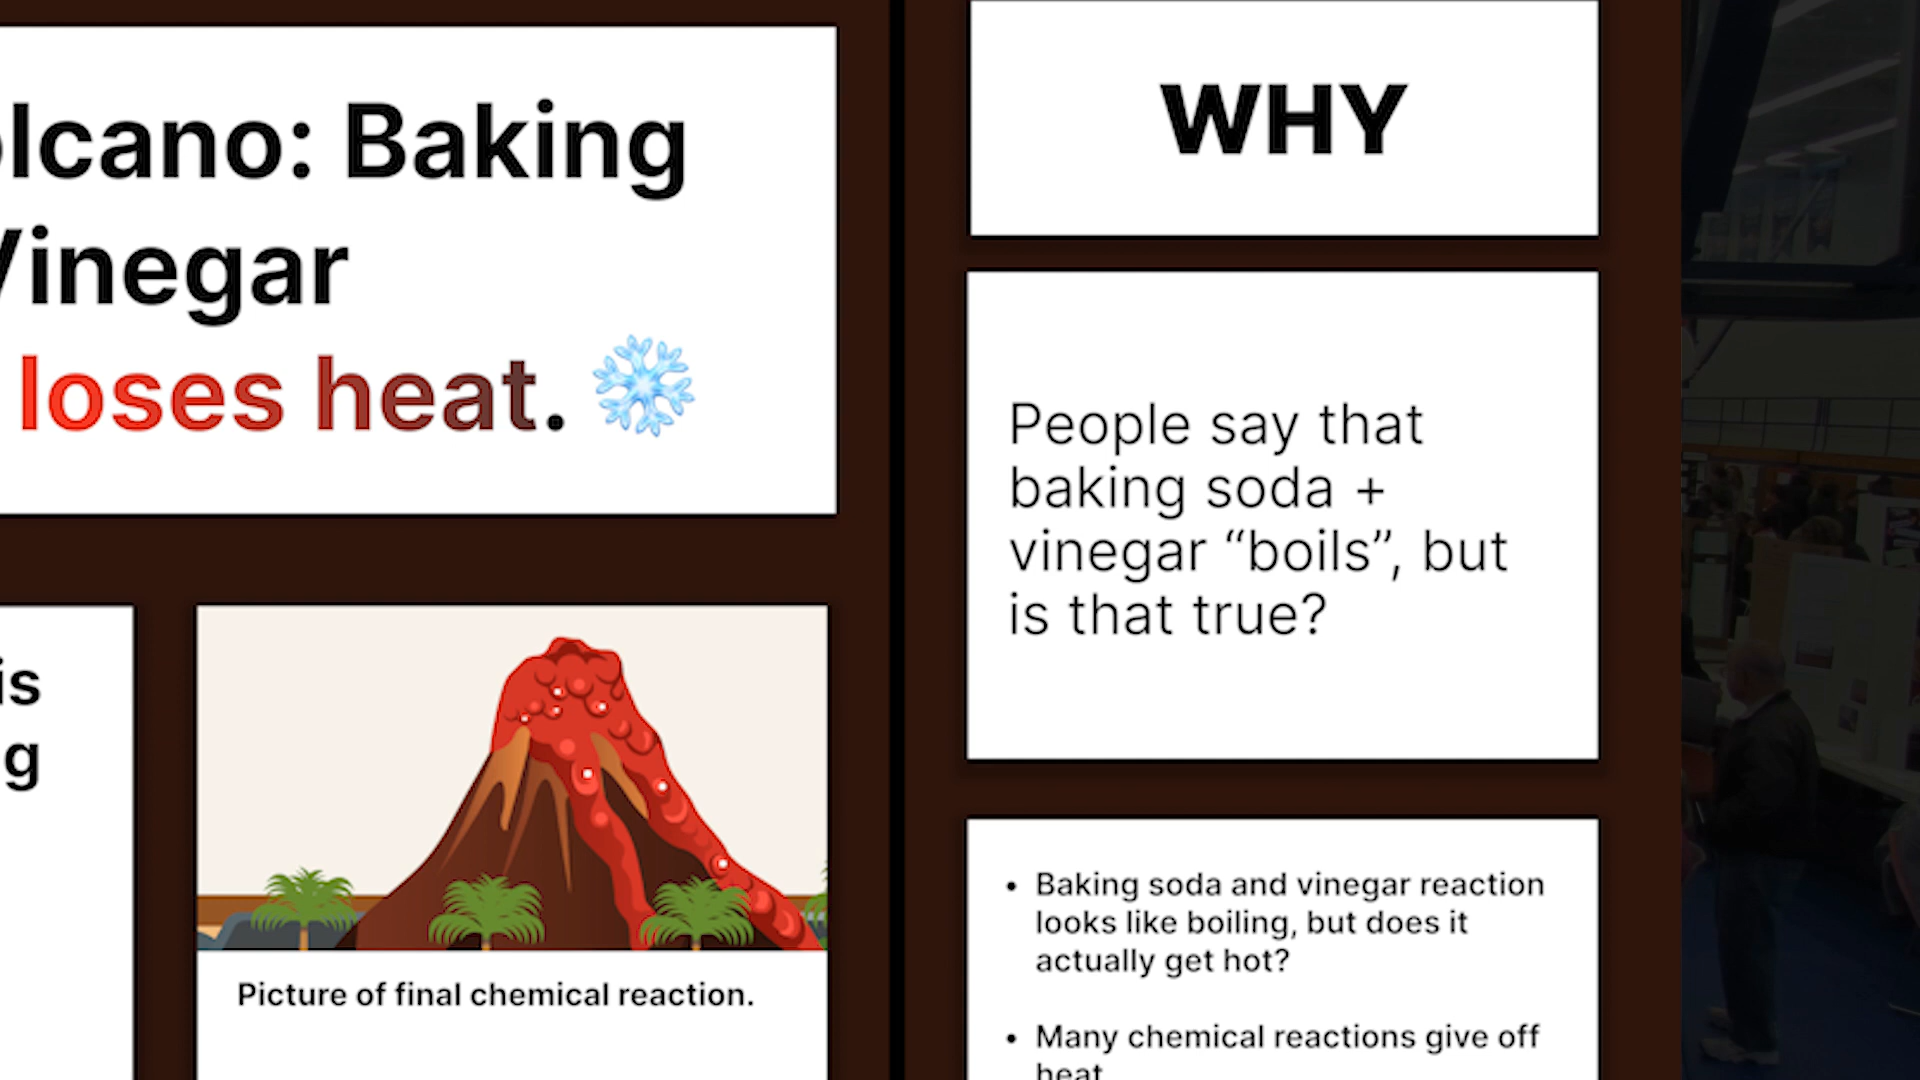 olcano: Baking
Vinegar
loses heat.
is
g
Picture of final chemical reaction.
WHY
People say that
baking soda +
vinegar “boils”, but
is that true?
• Baking soda and vinegar reaction
looks like boiling, but does it
actually get hot?
• Many chemical reactions give off
heat